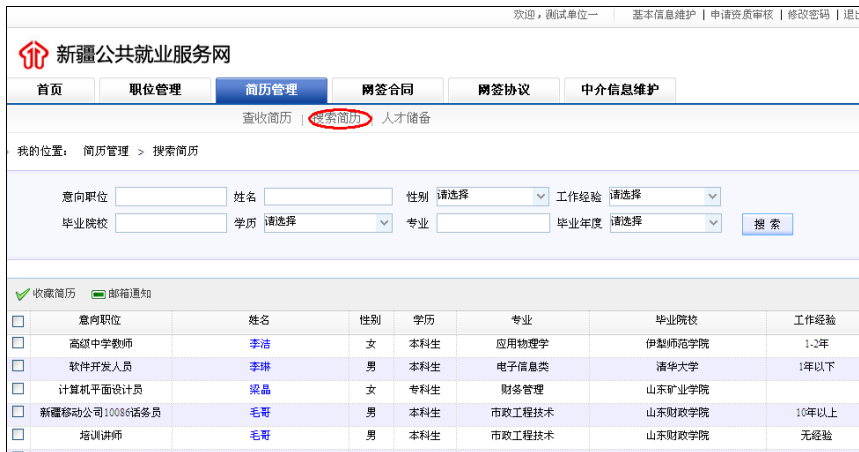 欢迎，测试单位一 基本信息维护 | 申请资质审核 | 修改密码 | 退出
新疆公共就业服务网
首页 职位管理 简历管理 网签合同 网签协议 中介信息维护
查收简历 | 搜索简历 | 人才储备
我的位置： 简历管理 > 搜索简历
意向职位 姓名 性别 请选择 工作经验 请选择
毕业院校 学历 请选择 专业 毕业年度 请选择 搜 索
收藏简历 邮箱通知
意向职位 姓名 性别 学历 专业 毕业院校 工作经验
高级中学教师 李洁 女 本科生 应用物理学 伊犁师范学院 1-2年
软件开发人员 李琳 男 本科生 电子信息类 清华大学 1年以下
计算机平面设计员 梁晶 女 专科生 财务管理 山东矿业学院
新疆移动公司10086话务员 毛哥 男 本科生 市政工程技术 山东财政学院 10年以上
培训讲师 毛哥 男 本科生 市政工程技术 山东财政学院 无经验